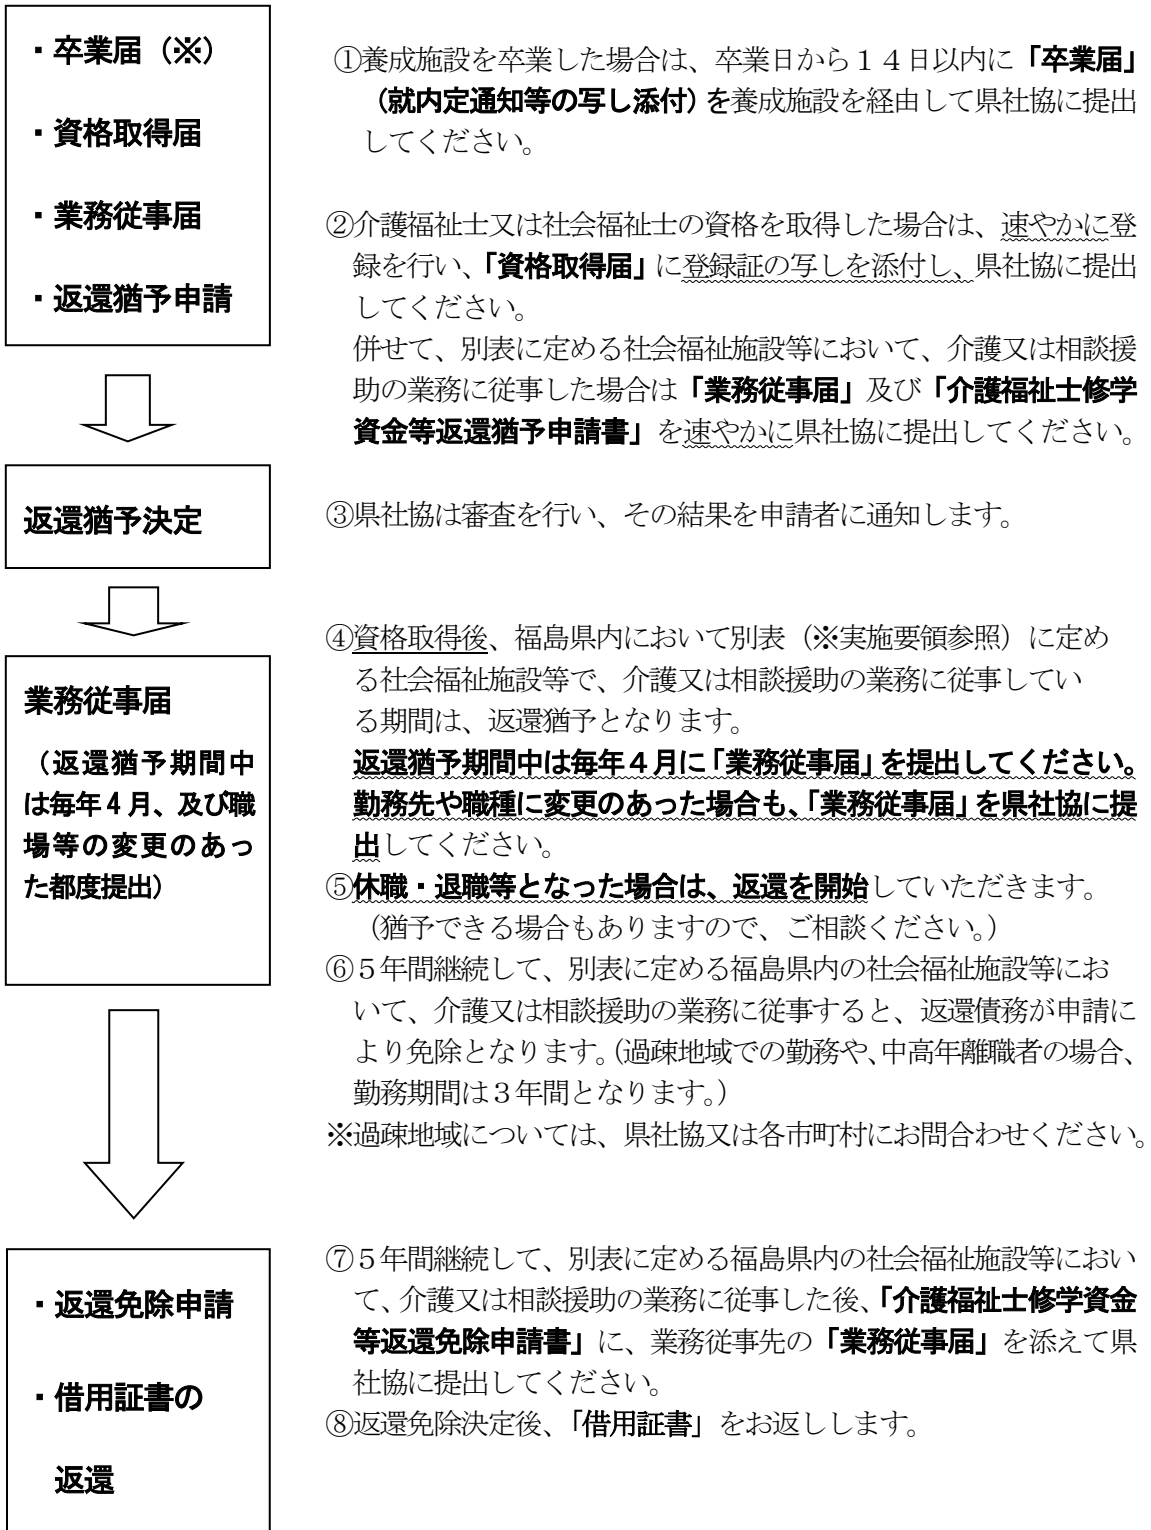 ・卒業届（※）
・資格取得届
・業務従事届
・返還猶予申請
①養成施設を卒業した場合は、卒業日から１４日以内に「卒業届」
（就内定通知等の写し添付）を養成施設を経由して県社協に提出
してください。
②介護福祉士又は社会福祉士の資格を取得した場合は、速やかに登
録を行い、「資格取得届」に登録証の写しを添付し、県社協に提出
してください。
併せて、別表に定める社会福祉施設等において、介護又は相談援
助の業務に従事した場合は「業務従事届」及び「介護福祉士修学
資金等返還猶予申請書」を速やかに県社協に提出してください。
返還猶予決定
③県社協は審査を行い、その結果を申請者に通知します。
業務従事届
（返還猶予期間中
は毎年４月、及び職
場等の変更のあっ
た都度提出）
④資格取得後、福島県内において別表（※実施要領参照）に定め
る社会福祉施設等で、介護又は相談援助の業務に従事してい
る期間は、返還猶予となります。
返還猶予期間中は毎年４月に「業務従事届」を提出してください。
勤務先や職種に変更のあった場合も、「業務従事届」を県社協に提
出してください。
⑤休職・退職等となった場合は、返還を開始していただきます。
（猶予できる場合もありますので、ご相談ください。）
⑥５年間継続して、別表に定める福島県内の社会福祉施設等にお
いて、介護又は相談援助の業務に従事すると、返還債務が申請に
より免除となります。（過疎地域での勤務や、中高年離職者の場合、
勤務期間は３年間となります。）
※過疎地域については、県社協又は各市町村にお問合わせください。
・返還免除申請
・借用証書の
返還
⑦５年間継続して、別表に定める福島県内の社会福祉施設等におい
て、介護又は相談援助の業務に従事した後、「介護福祉士修学資金
等返還免除申請書」に、業務従事先の「業務従事届」を添えて県
社協に提出してください。
⑧返還免除決定後、「借用証書」をお返しします。